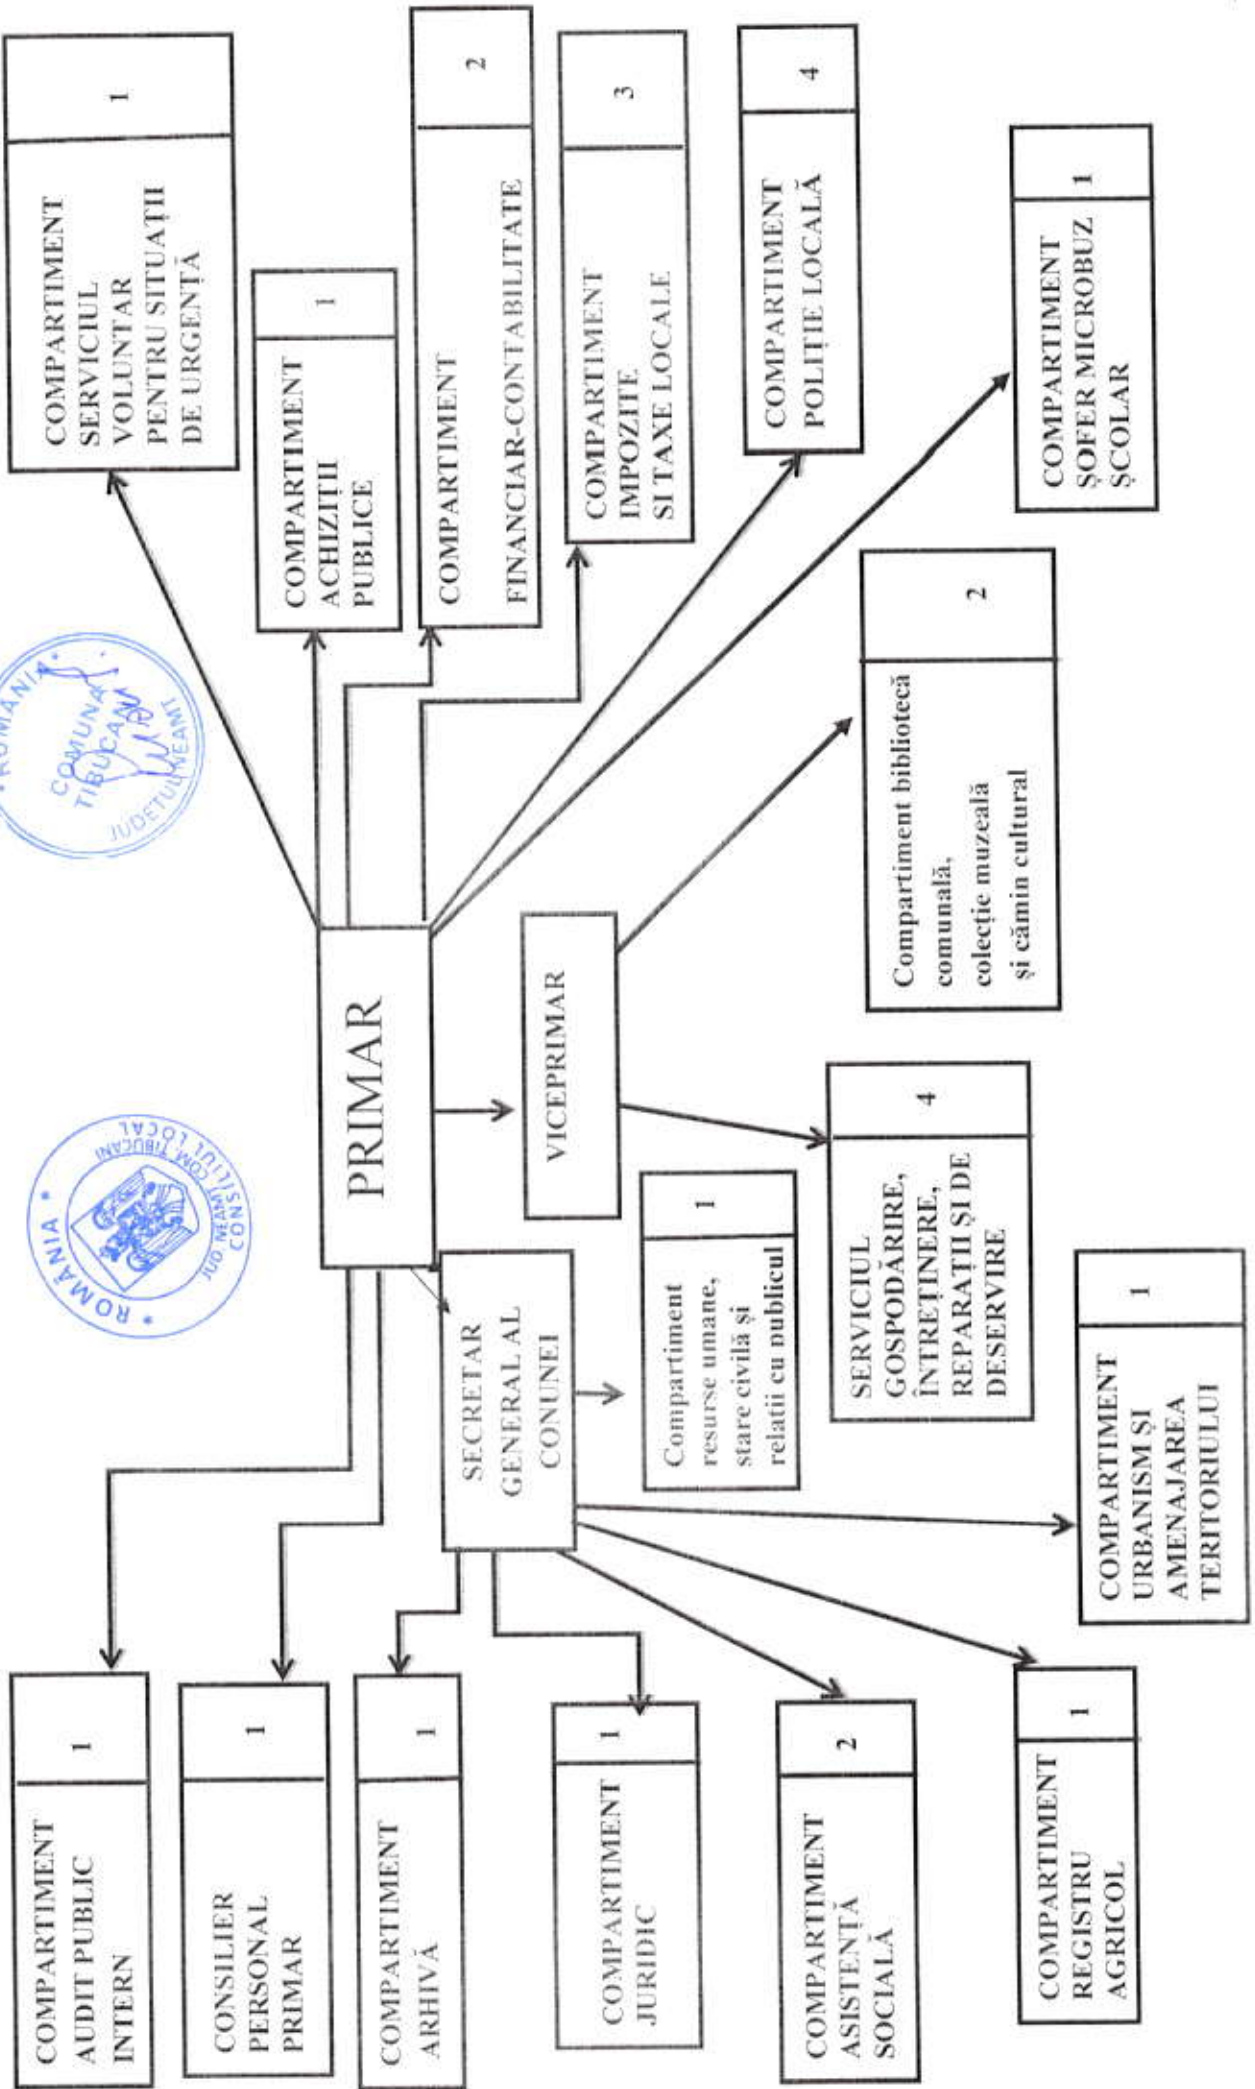 * ROMÂNIA *
CONSILIUL LOCAL
JUD. NEAMȚ COM. TIBUCANI
* ROMÂNIA *
COMUNA
TIBUCANI
JUDEȚUL NEAMȚ
COMPARTIMENT
AUDIT PUBLIC
INTERN
1
CONSILIER
PERSONAL
PRIMAR
1
COMPARTIMENT
ARHIVĂ
1
COMPARTIMENT
JURIDIC
1
COMPARTIMENT
ASISTENȚĂ
SOCIALĂ
2
COMPARTIMENT
REGISTRU
AGRICOL
1
PRIMAR
SECRETAR
GENERAL AL
CONUNEI
VICEPRIMAR
Compartiment
resurse umane,
stare civilă și
relatii cu publicul
1
SERVICIUL
GOSPODĂRIRE,
ÎNTREȚINERE,
REPARAȚII ȘI DE
DESERVIRE
4
COMPARTIMENT
URBANISM ȘI
AMENAJAREA
TERITORIULUI
1
Compartiment bibliotecă
comunală,
colecție muzeală
și cămin cultural
2
COMPARTIMENT
SERVICIUL
VOLUNTAR
PENTRU SITUAȚII
DE URGENȚĂ
1
COMPARTIMENT
ACHIZIȚII
PUBLICE
1
COMPARTIMENT
FINANCIAR-CONTABILITATE
2
COMPARTIMENT
IMPOZITE
SI TAXE LOCALE
3
COMPARTIMENT
POLIȚIE LOCALĂ
4
COMPARTIMENT
ȘOFER MICROBUZ
ȘCOLAR
1